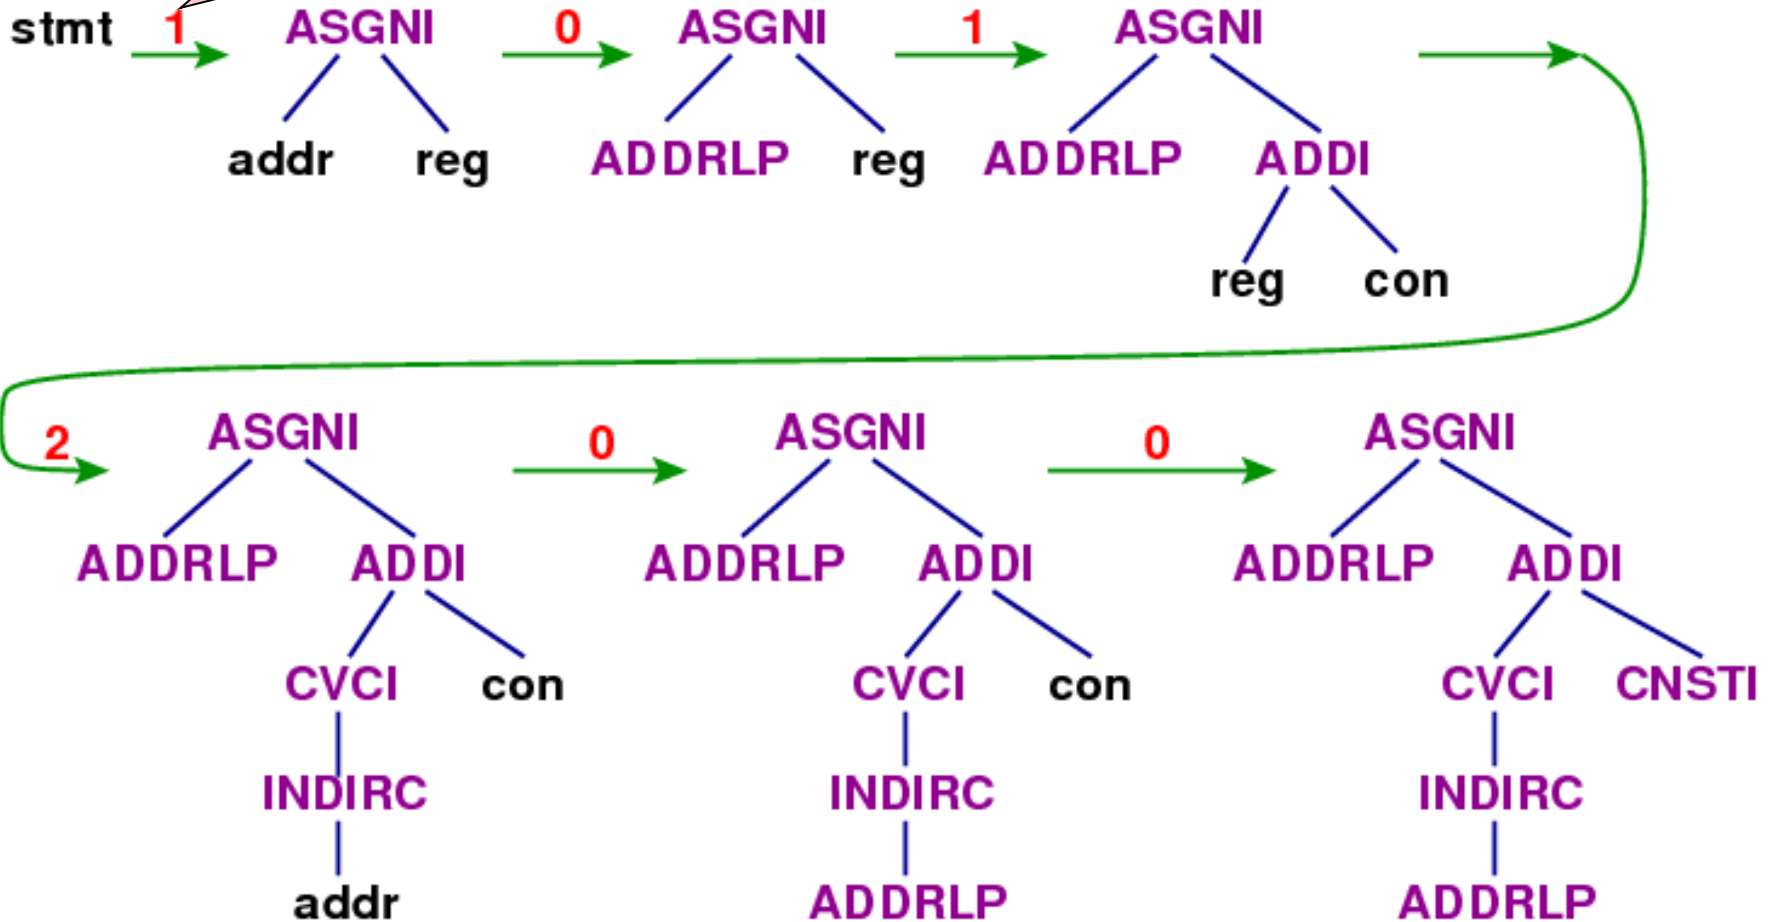 stmt 1 ASGNI 0 ASGNI 1 ASGNI
addr reg ADDRLP reg ADDRLP ADDI
reg con
2 ASGNI 0 ASGNI 0 ASGNI
ADDRLP ADDI ADDRLP ADDI ADDRLP ADDI
CVCI con CVCI con CVCI CNSTI
INDIRC INDIRC INDIRC
addr ADDRLP ADDRLP